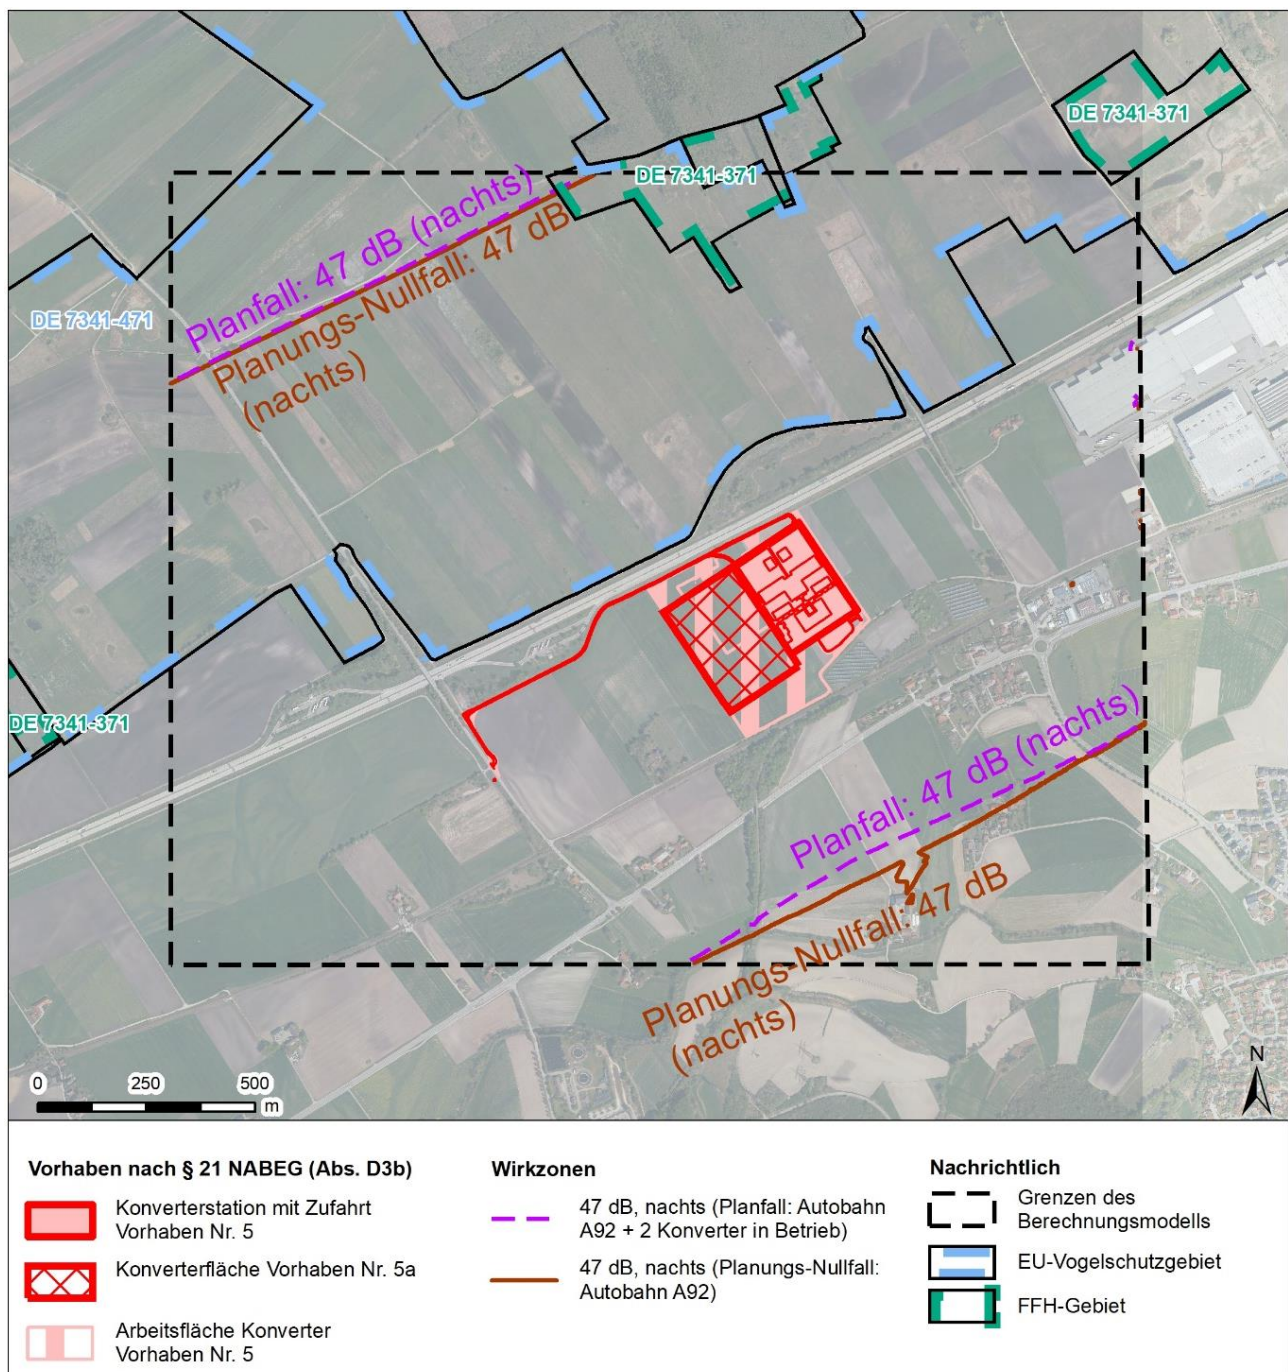 DE 7341-371
DE 7341-371
Planfall: 47 dB (nachts)
Planungs-Nullfall: 47 dB
(nachts)
DE 7341-471
DE 7341-371
Planfall: 47 dB (nachts)
Planungs-Nullfall: 47 dB
(nachts)
0 250 500
m
N
Vorhaben nach § 21 NABEG (Abs. D3b)
Konverterstation mit Zufahrt
Vorhaben Nr. 5
Konverterfläche Vorhaben Nr. 5a
Arbeitsfläche Konverter
Vorhaben Nr. 5
Wirkzonen
47 dB, nachts (Planfall: Autobahn
A92 + 2 Konverter in Betrieb)
47 dB, nachts (Planungs-Nullfall:
Autobahn A92)
Nachrichtlich
Grenzen des
Berechnungsmodells
EU-Vogelschutzgebiet
FFH-Gebiet